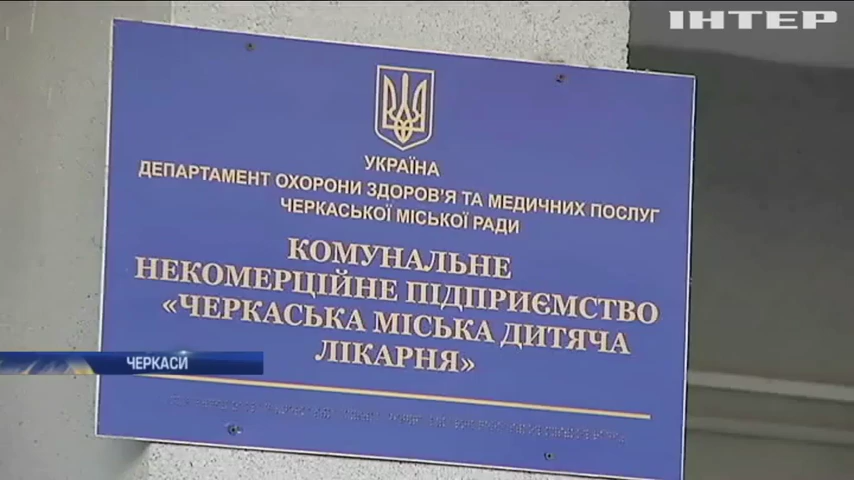 ІНТЕР
УКРАЇНА
ДЕПАРТАМЕНТ ОХОРОНИ ЗДОРОВ'Я ТА МЕДИЧНИХ ПОСЛУГ
ЧЕРКАСЬКОЇ МІСЬКОЇ РАДИ
КОМУНАЛЬНЕ
НЕКОМЕРЦІЙНЕ ПІДПРИЄМСТВО
«ЧЕРКАСЬКА МІСЬКА ДИТЯЧА
ЛІКАРНЯ»
ЧЕРКАСИ